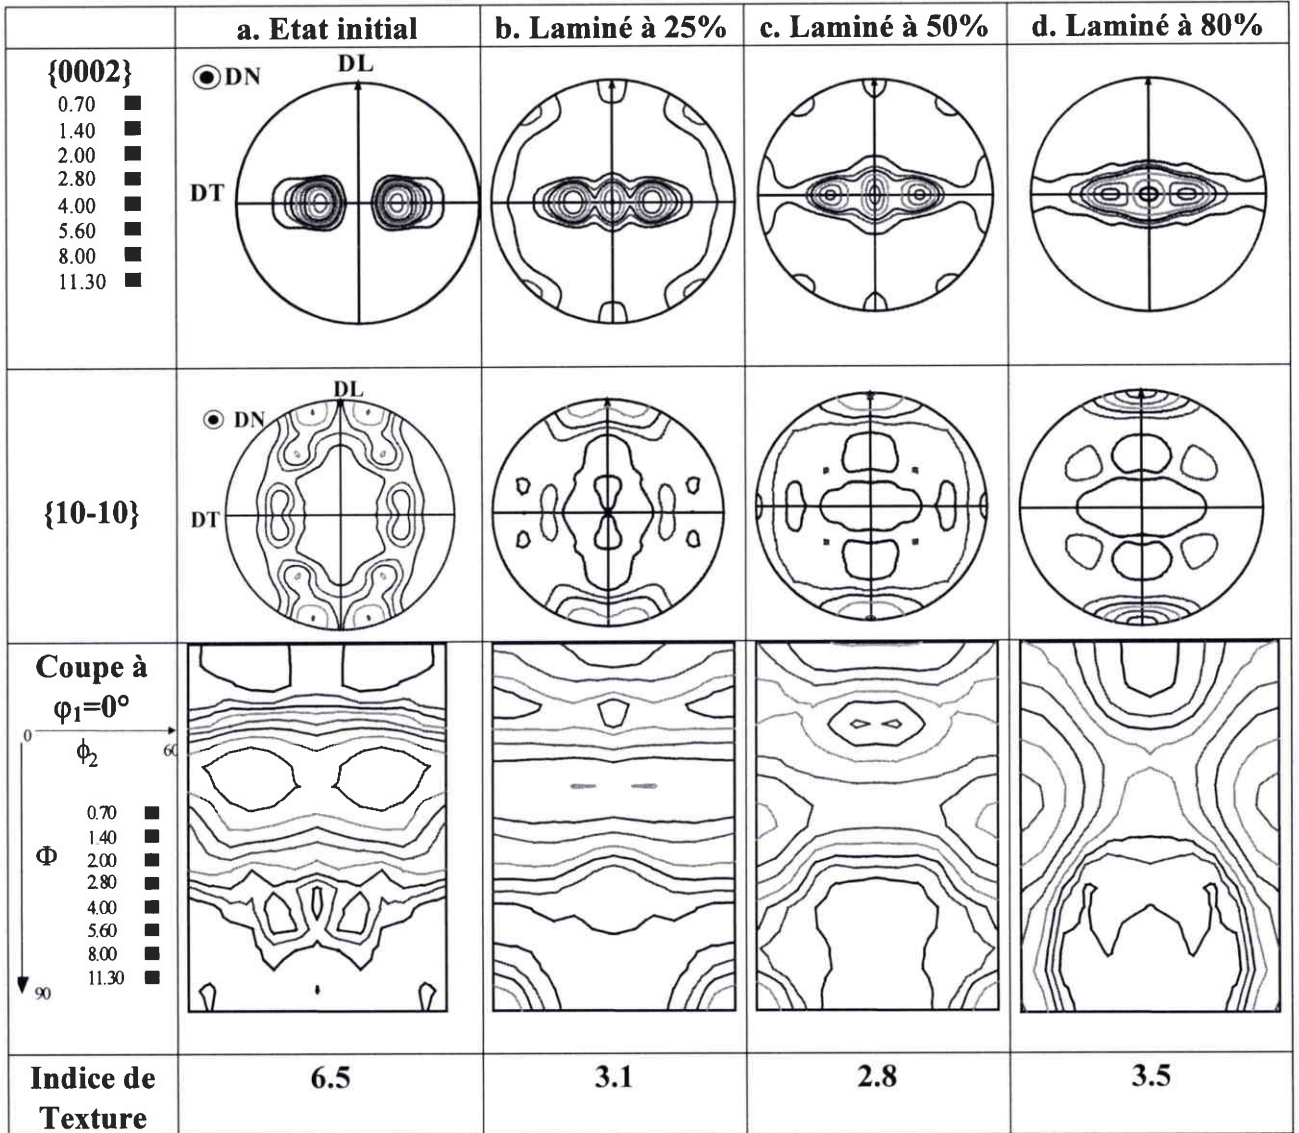 a. Etat initial
b. Laminé à 25%
c. Laminé à 50%
d. Laminé à 80%
{0002}
0.70
1.40
2.00
2.80
4.00
5.60
8.00
11.30
DN
DL
DT
{10-10}
DL
DN
DT
Coupe à
φ1=0°
0
ϕ2
60
0.70
1.40
2.00
2.80
4.00
5.60
8.00
11.30
Φ
90
Indice de
Texture
6.5
3.1
2.8
3.5